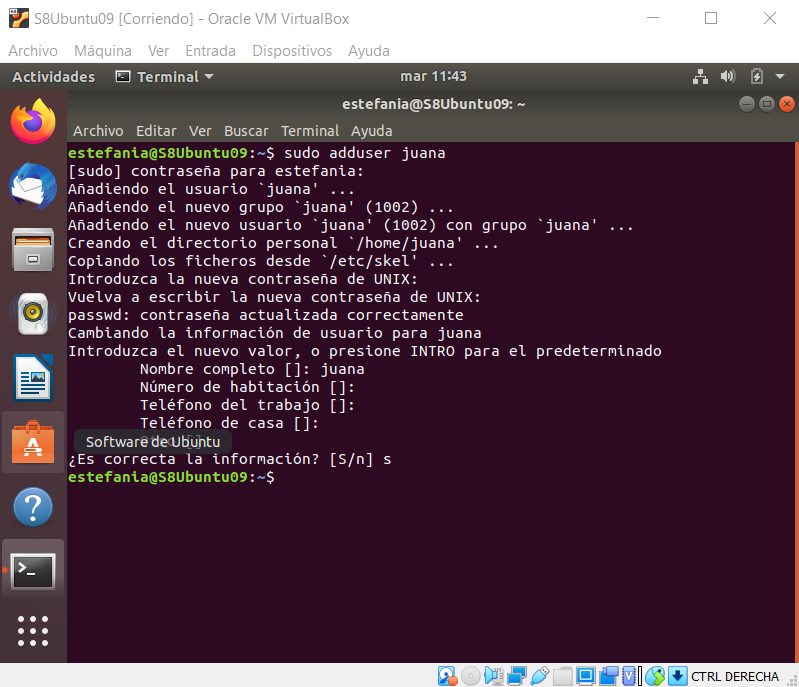 S8Ubuntu09 [Corriendo] - Oracle VM VirtualBox
Archivo Máquina Ver Entrada Dispositivos Ayuda
Actividades Terminal mar 11:43
estefania@S8Ubuntu09: ~
Archivo Editar Ver Buscar Terminal Ayuda
estefania@S8Ubuntu09:~$ sudo adduser juana
[sudo] contraseña para estefania:
Añadiendo el usuario `juana' ...
Añadiendo el nuevo grupo `juana' (1002) ...
Añadiendo el nuevo usuario `juana' (1002) con grupo `juana' ...
Creando el directorio personal `/home/juana' ...
Copiando los ficheros desde `/etc/skel' ...
Introduzca la nueva contraseña de UNIX:
Vuelva a escribir la nueva contraseña de UNIX:
passwd: contraseña actualizada correctamente
Cambiando la información de usuario para juana
Introduzca el nuevo valor, o presione INTRO para el predeterminado
Nombre completo []: juana
Número de habitación []:
Teléfono del trabajo []:
Teléfono de casa []:
Software de Ubuntu
¿Es correcta la información? [S/n] s
estefania@S8Ubuntu09:~$
CTRL DERECHA